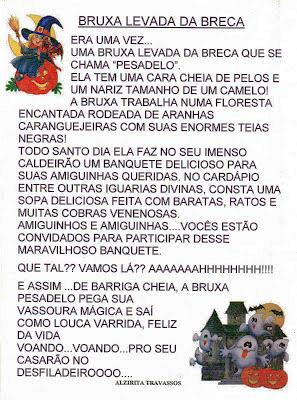 BRUXA LEVADA DA BRECA
ERA UMA VEZ...
UMA BRUXA LEVADA DA BRECA QUE SE
CHAMA "PESADELO".
ELA TEM UMA CARA CHEIA DE PELOS E
UM NARIZ TAMANHO DE UM CAMELO!
A BRUXA TRABALHA NUMA FLORESTA
ENCANTADA RODEADA DE ARANHAS
CARANGUEJEIRAS COM SUAS ENORMES TEIAS
NEGRAS!
TODO SANTO DIA ELA FAZ NO SEU IMENSO
CALDEIRÃO UM BANQUETE DELICIOSO PARA
SUAS AMIGUINHAS QUERIDAS. NO CARDÁPIO
ENTRE OUTRAS IGUARIAS DIVINAS, CONSTA UMA
SOPA DELICIOSA FEITA COM BARATAS, RATOS E
MUITAS COBRAS VENENOSAS.
AMIGUINHOS E AMIGUINHAS....VOCÊS ESTÃO
CONVIDADOS PARA PARTICIPAR DESSE
MARAVILHOSO BANQUETE.
QUE TAL?? VAMOS LÁ?? AAAAAAAHHHHHHHH!!!!
E ASSIM ...DE BARRIGA CHEIA, A BRUXA
PESADELO PEGA SUA
VASSOURA MÁGICA E SAÍ
COMO LOUCA VARRIDA, FELIZ
DA VIDA
VOANDO...VOANDO...PRO SEU
CASARÃO NO
DESFILADEIROOOO....
ALZIRITA TRAVASSOS